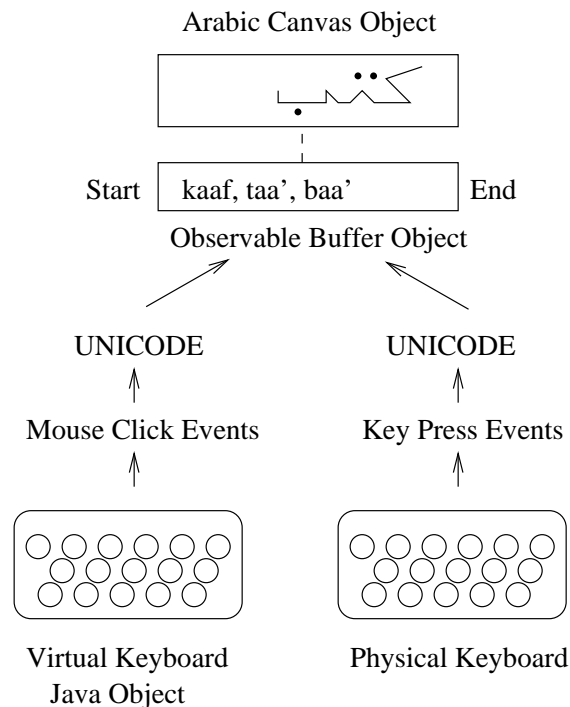 Arabic Canvas Object
كتب
Start kaaf, taa', baa' End
Observable Buffer Object
UNICODE UNICODE
Mouse Click Events Key Press Events
Virtual Keyboard Physical Keyboard
Java Object